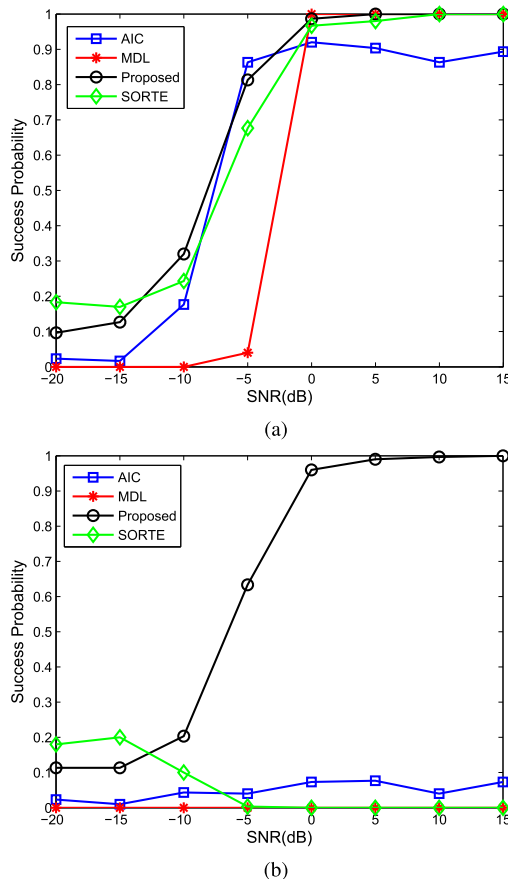 1
0.9
0.8
0.7
0.6
0.5
0.4
0.3
0.2
0.1
0
Success Probability
AIC
MDL
Proposed
SORTE
−20 −15 −10 −5 0 5 10 15
SNR(dB)
(a)
1
0.9
0.8
0.7
0.6
0.5
0.4
0.3
0.2
0.1
0
Success Probability
AIC
MDL
Proposed
SORTE
−20 −15 −10 −5 0 5 10 15
SNR(dB)
(b)